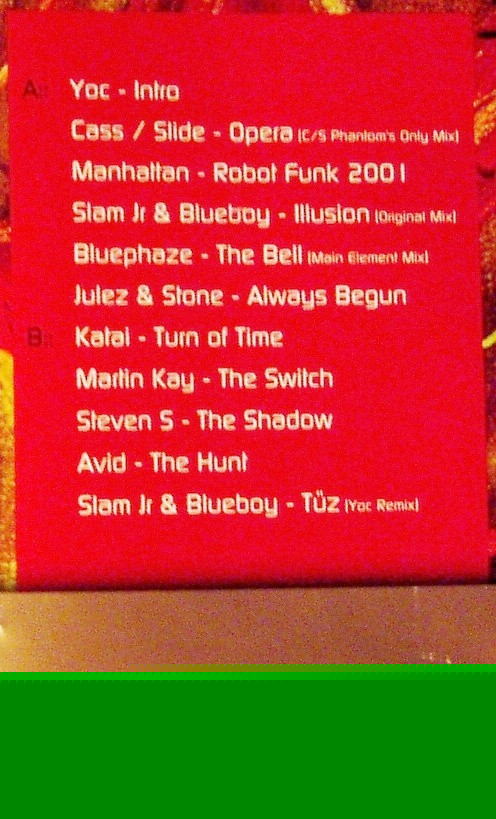 A: Yoc - Intro
Cass / Slide - Opera (C/S Phantom's Only Mix)
Manhattan - Robot Funk 2001
Slam Jr & Blueboy - Illusion (Original Mix)
Bluephaze - The Bell (Main Element Mix)
Julez & Stone - Always Begun
B: Katai - Turn of Time
Martin Kay - The Switch
Steven S - The Shadow
Avid - The Hunt
Slam Jr & Blueboy - Tűz (Yoc Remix)